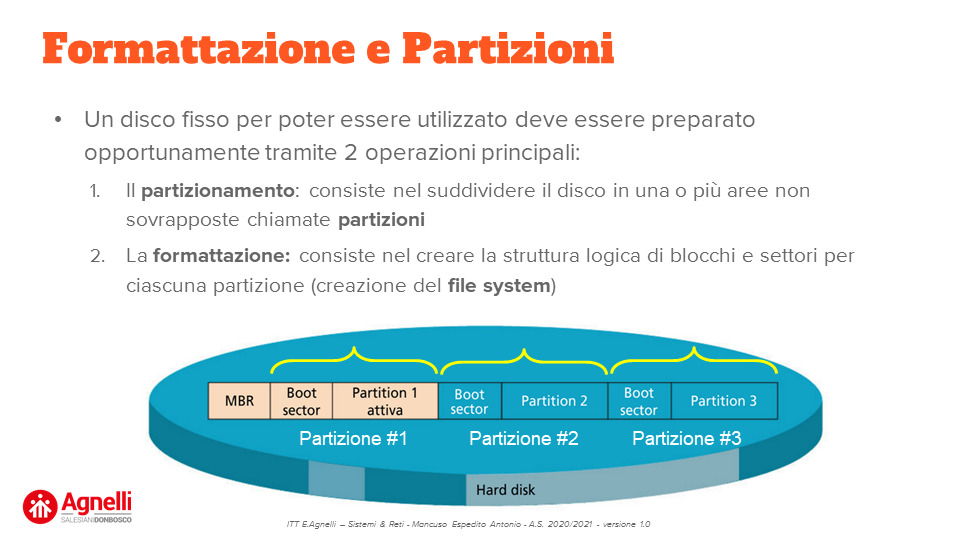 Formattazione e Partizioni
• Un disco fisso per poter essere utilizzato deve essere preparato
opportunamente tramite 2 operazioni principali:
1. Il partizionamento: consiste nel suddividere il disco in una o più aree non
sovrapposte chiamate partizioni
2. La formattazione: consiste nel creare la struttura logica di blocchi e settori per
ciascuna partizione (creazione del file system)
MBR
Boot
sector
Partition 1
attiva
Boot
sector
Partition 2
Boot
sector
Partition 3
Partizione #1
Partizione #2
Partizione #3
Hard disk
Agnelli
SALESIANI DONBOSCO
ITT E.Agnelli – Sistemi & Reti - Mancuso Espedito Antonio - A.S. 2020/2021 - versione 1.0